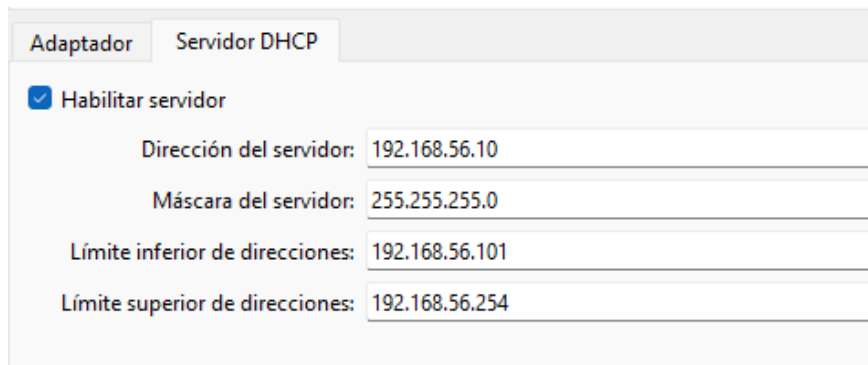 Adaptador Servidor DHCP
Habilitar servidor
Dirección del servidor: 192.168.56.10
Máscara del servidor: 255.255.255.0
Límite inferior de direcciones: 192.168.56.101
Límite superior de direcciones: 192.168.56.254